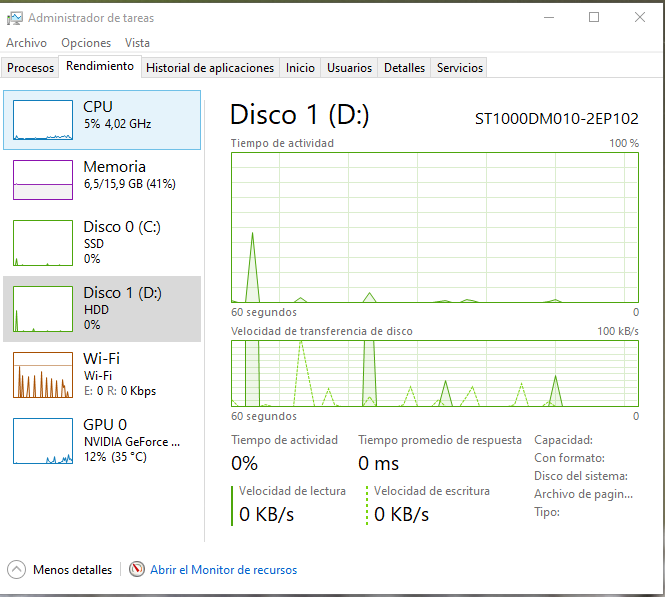 Administrador de tareas
Archivo Opciones Vista
Procesos Rendimiento Historial de aplicaciones Inicio Usuarios Detalles Servicios
CPU
5% 4,02 GHz
Memoria
6,5/15,9 GB (41%)
Disco 0 (C:)
SSD
0%
Disco 1 (D:)
HDD
0%
Wi-Fi
Wi-Fi
E: 0 R: 0 Kbps
GPU 0
NVIDIA GeForce ...
12% (35 °C)
Disco 1 (D:) ST1000DM010-2EP102
Tiempo de actividad 100 %
60 segundos 0
Velocidad de transferencia de disco 100 kB/s
60 segundos 0
Tiempo de actividad Tiempo promedio de respuesta
0% 0 ms
Velocidad de lectura Velocidad de escritura
0 KB/s 0 KB/s
Capacidad:
Con formato:
Disco del sistema:
Archivo de pagin...
Tipo:
Menos detalles Abrir el Monitor de recursos